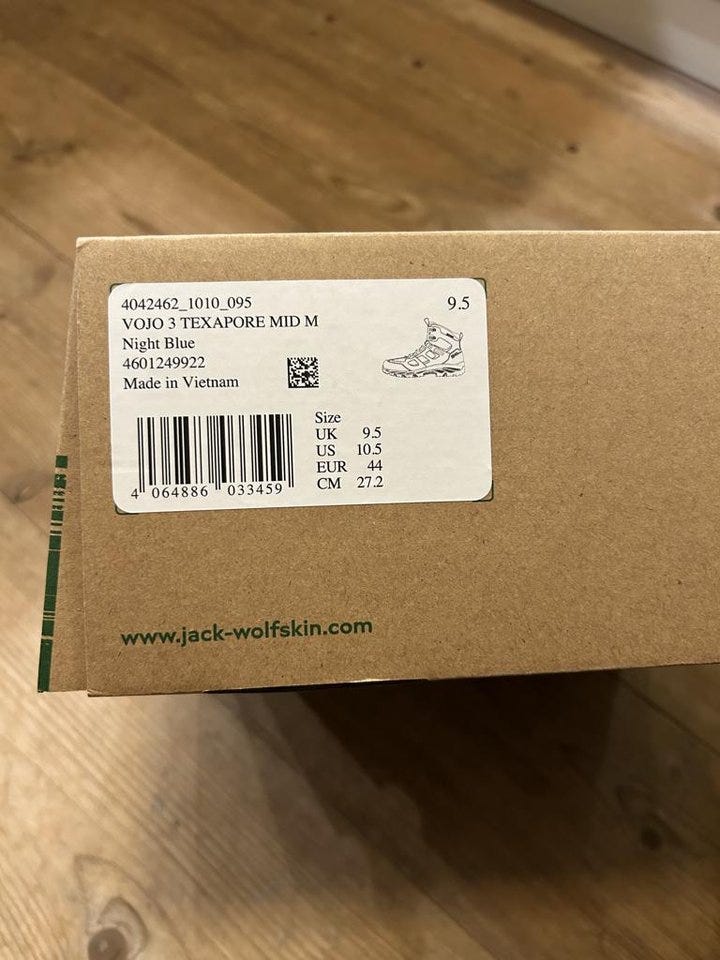 4042462_1010_095 9.5
VOJO 3 TEXAPORE MID M
Night Blue
4601249922
Made in Vietnam
Size
UK 9.5
US 10.5
EUR 44
CM 27.2
4 064886 033459
www.jack-wolfskin.com